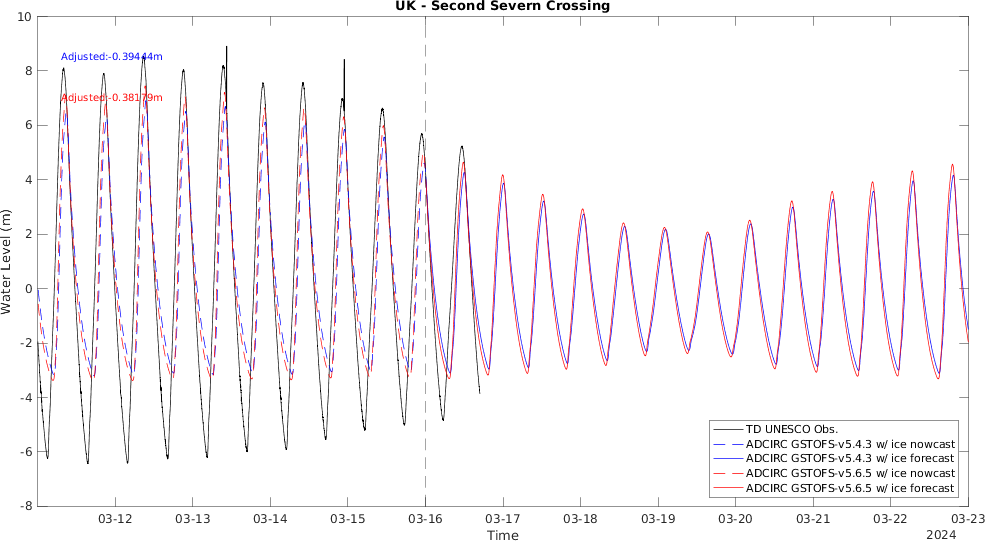 UK - Second Severn Crossing
10
8
6
4
2
0
-2
-4
-6
-8
Water Level (m)
Adjusted:-0.39444m
Adjusted:-0.38179m
TD UNESCO Obs.
ADCIRC GSTOFS-v5.4.3 w/ ice nowcast
ADCIRC GSTOFS-v5.4.3 w/ ice forecast
ADCIRC GSTOFS-v5.6.5 w/ ice nowcast
ADCIRC GSTOFS-v5.6.5 w/ ice forecast
03-12 03-13 03-14 03-15 03-16 03-17 03-18 03-19 03-20 03-21 03-22 03-23
Time
2024